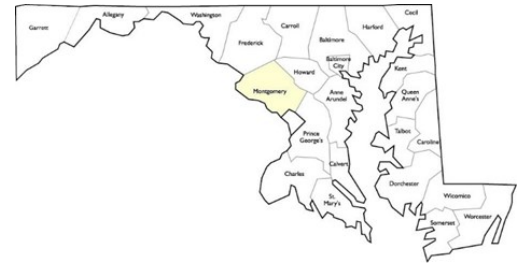 Garrett
Allegany
Washington
Frederick
Carroll
Baltimore
Harford
Cecil
Baltimore
City
Howard
Montgomery
Anne
Arundel
Kent
Queen
Anne's
Prince
George's
Talbot
Caroline
Calvert
Charles
St.
Mary's
Dorchester
Wicomico
Somerset
Worcester